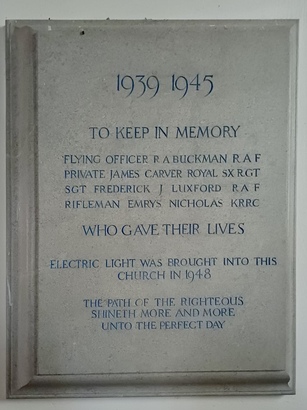 1939 1945
TO KEEP IN MEMORY
FLYING OFFICER R A BUCKMAN R A F
PRIVATE JAMES CARVER ROYAL SX RGT
SGT FREDERICK J LUXFORD R A F
RIFLEMAN EMRYS NICHOLAS KRRC
WHO GAVE THEIR LIVES
ELECTRIC LIGHT WAS BROUGHT INTO THIS
CHURCH IN 1948
THE PATH OF THE RIGHTEOUS
SHINETH MORE AND MORE
UNTO THE PERFECT DAY